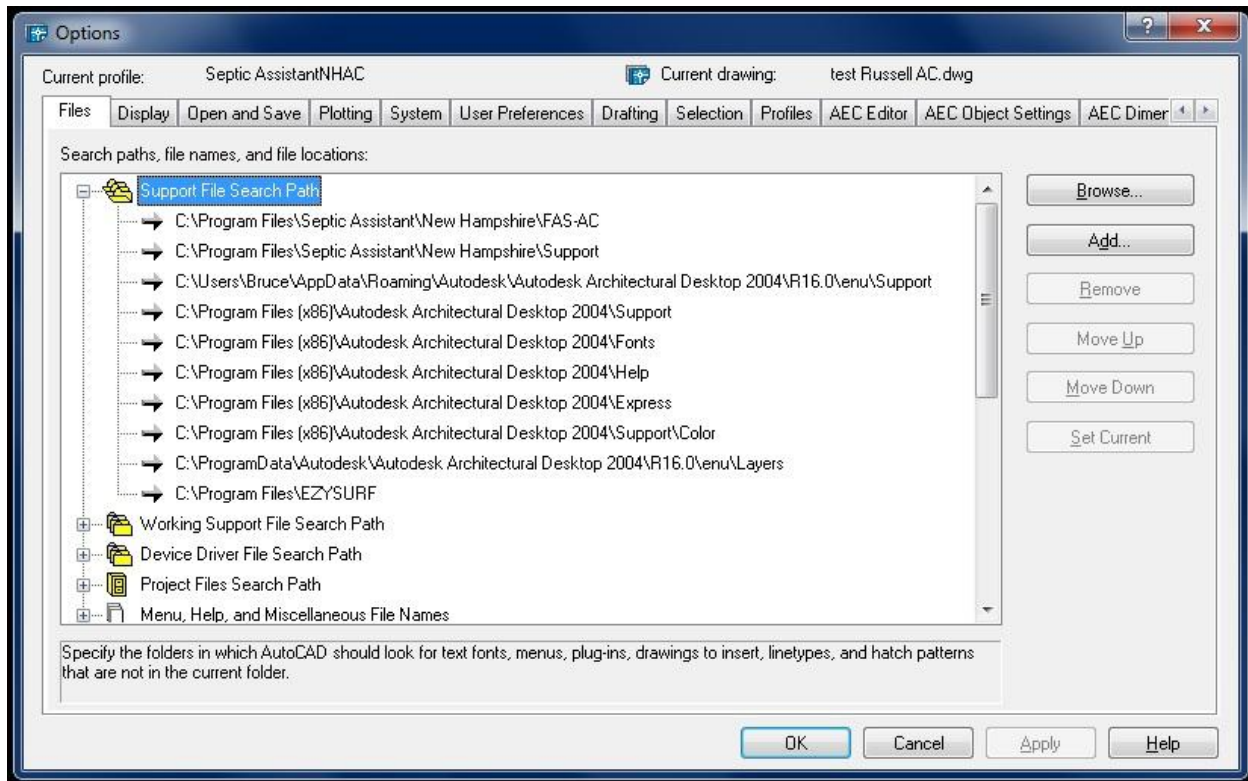 Options
Current profile: Septic AssistantNHAC Current drawing: test Russell AC.dwg
Files Display Open and Save Plotting System User Preferences Drafting Selection Profiles AEC Editor AEC Object Settings AEC Dimer
Search paths, file names, and file locations:
Support File Search Path
C:\Program Files\Septic Assistant\New Hampshire\FAS-AC
C:\Program Files\Septic Assistant\New Hampshire\Support
C:\Users\Bruce\AppData\Roaming\Autodesk\Autodesk Architectural Desktop 2004\R16.0\enu\Support
C:\Program Files (x86)\Autodesk Architectural Desktop 2004\Support
C:\Program Files (x86)\Autodesk Architectural Desktop 2004\Fonts
C:\Program Files (x86)\Autodesk Architectural Desktop 2004\Help
C:\Program Files (x86)\Autodesk Architectural Desktop 2004\Express
C:\Program Files (x86)\Autodesk Architectural Desktop 2004\Support\Color
C:\ProgramData\Autodesk\Autodesk Architectural Desktop 2004\R16.0\enu\Layers
C:\Program Files\EZYSURF
Working Support File Search Path
Device Driver File Search Path
Project Files Search Path
Menu, Help, and Miscellaneous File Names
Browse...
Add...
Remove
Move Up
Move Down
Set Current
Specify the folders in which AutoCAD should look for text fonts, menus, plug-ins, drawings to insert, linetypes, and hatch patterns
that are not in the current folder.
OK Cancel Apply Help